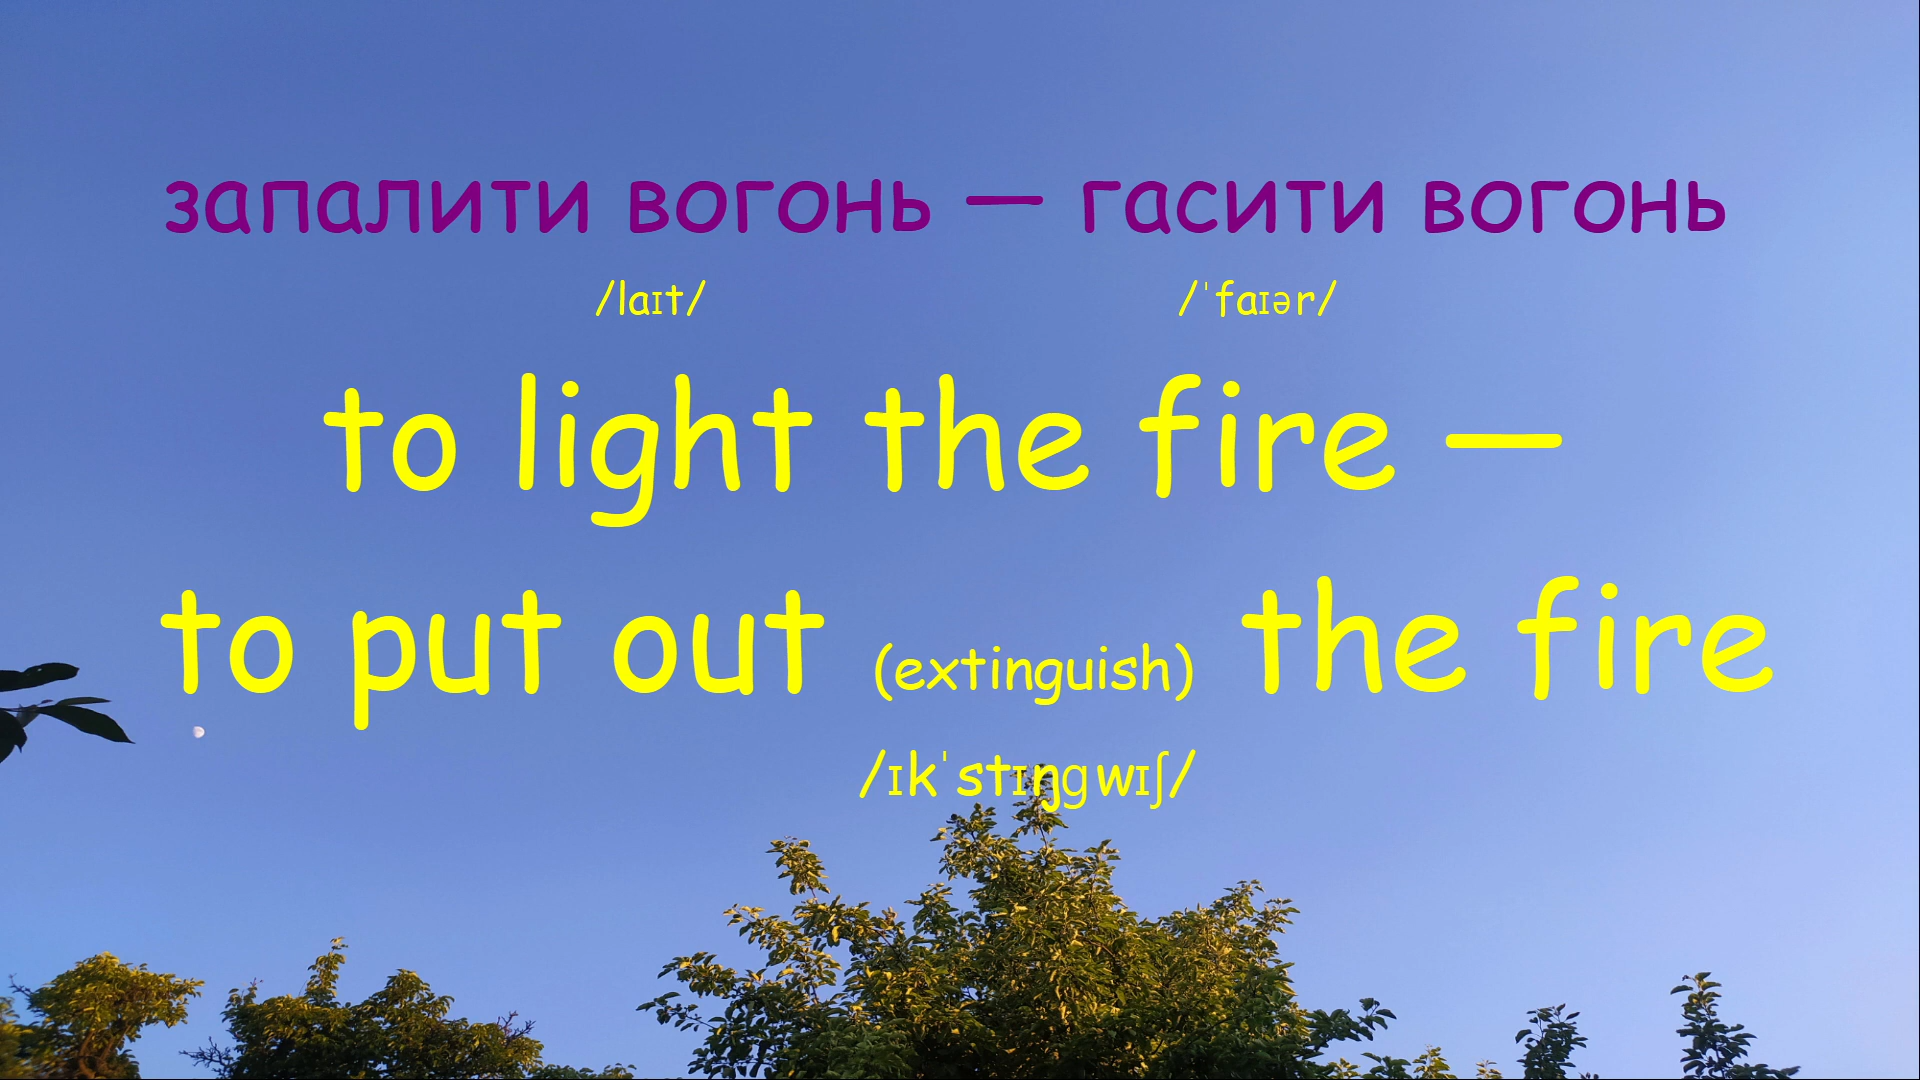 запалити вогонь — гасити вогонь
/laɪt/ /ˈfaɪər/
to light the fire —
to put out (extinguish) the fire
/ɪkˈstɪŋɡwɪʃ/